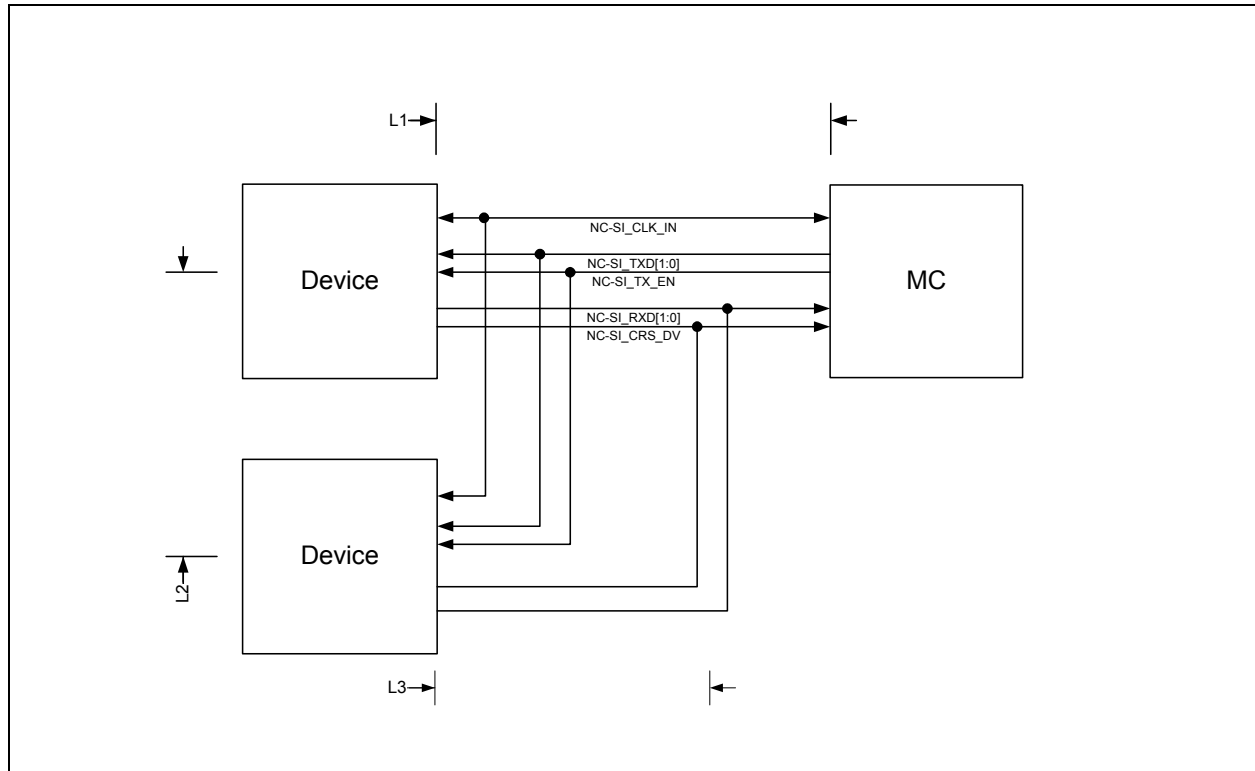 L1
NC-SI_CLK_IN
NC-SI_TXD[1:0]
Device
NC-SI_TX_EN
MC
NC-SI_RXD[1:0]
NC-SI_CRS_DV
Device
L2
L3